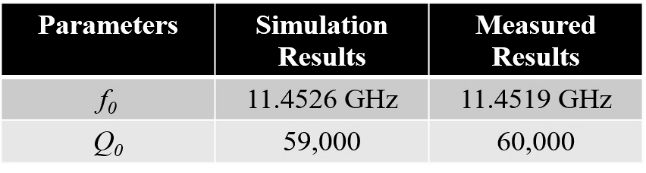 Parameters Simulation Results Measured Results
f0 11.4526 GHz 11.4519 GHz
Q0 59,000 60,000